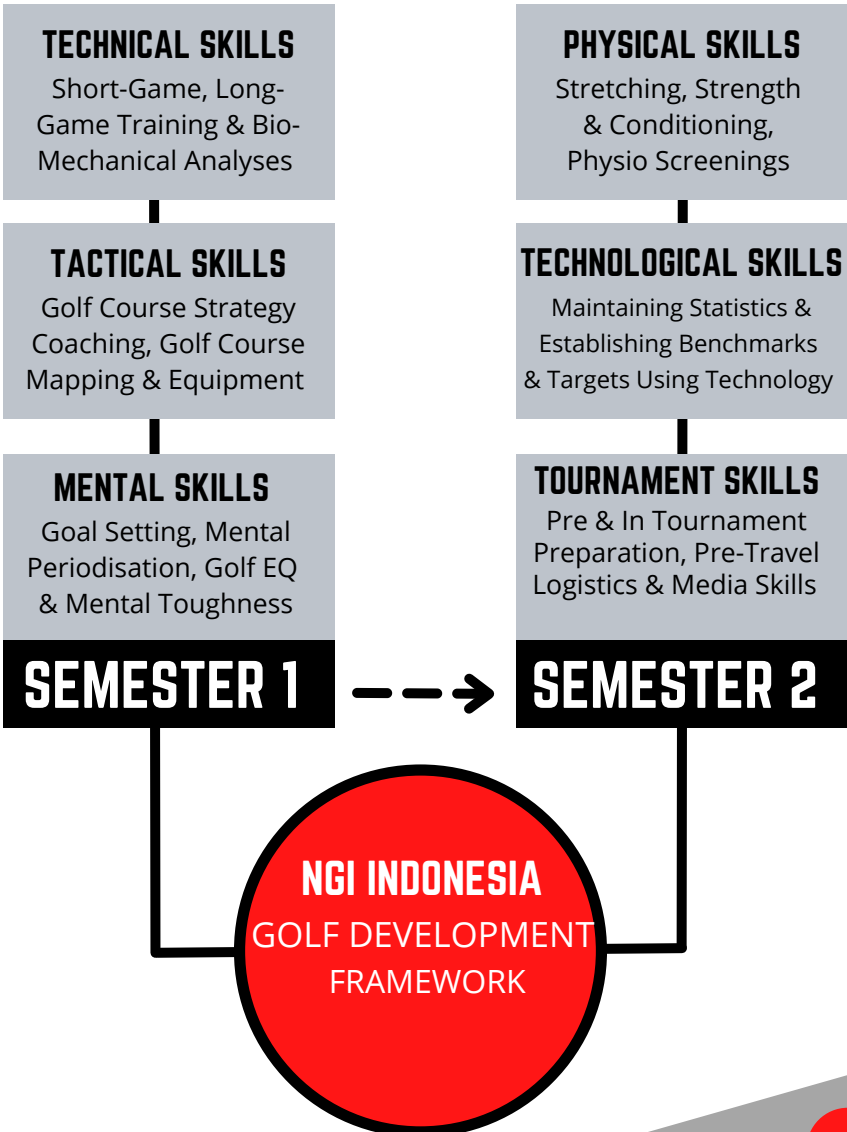 TECHNICAL SKILLS
Short-Game, Long-
Game Training & Bio-
Mechanical Analyses
TACTICAL SKILLS
Golf Course Strategy
Coaching, Golf Course
Mapping & Equipment
MENTAL SKILLS
Goal Setting, Mental
Periodisation, Golf EQ
& Mental Toughness
SEMESTER 1
PHYSICAL SKILLS
Stretching, Strength
& Conditioning,
Physio Screenings
TECHNOLOGICAL SKILLS
Maintaining Statistics &
Establishing Benchmarks
& Targets Using Technology
TOURNAMENT SKILLS
Pre & In Tournament
Preparation, Pre-Travel
Logistics & Media Skills
SEMESTER 2
NGI INDONESIA
GOLF DEVELOPMENT
FRAMEWORK